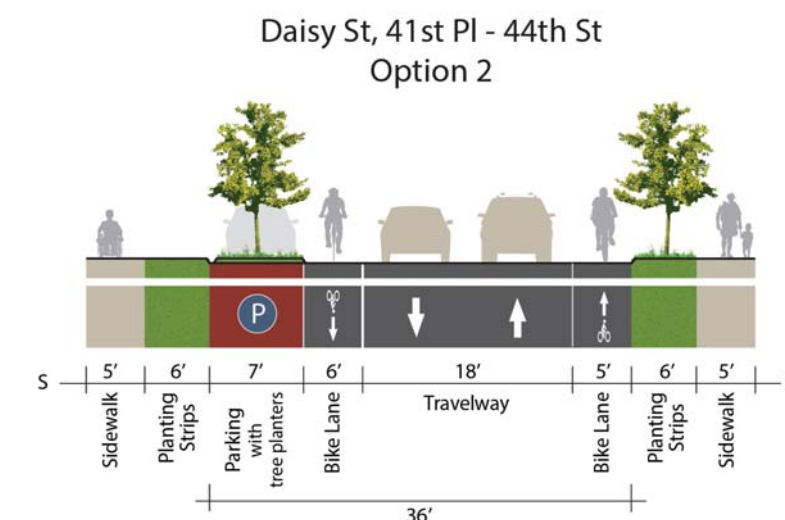 Daisy St, 41st Pl - 44th St
Option 2
P
S
5’
6’
7’
6’
18’
5’
6’
5’
Sidewalk
Planting
Strips
Parking
with
tree planters
Bike Lane
Travelway
Bike Lane
Planting
Strips
Sidewalk
36’